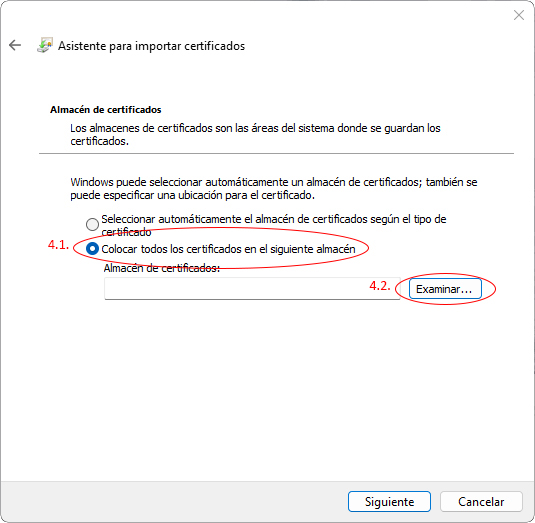 Asistente para importar certificados
Almacén de certificados
Los almacenes de certificado son las áreas del sistema donde se guardan los
certificados.
Windows puede seleccionar automáticamente un almacén de certificados; también se
puede especificar una ubicación para el certificado.
Seleccionar automáticamente el almacén de certificados según el tipo de
certificado
4.1.
Colocar todos los certificados en el siguiente almacén
Almacén de certificados:
4.2.
Examinar...
Siguiente
Cancelar